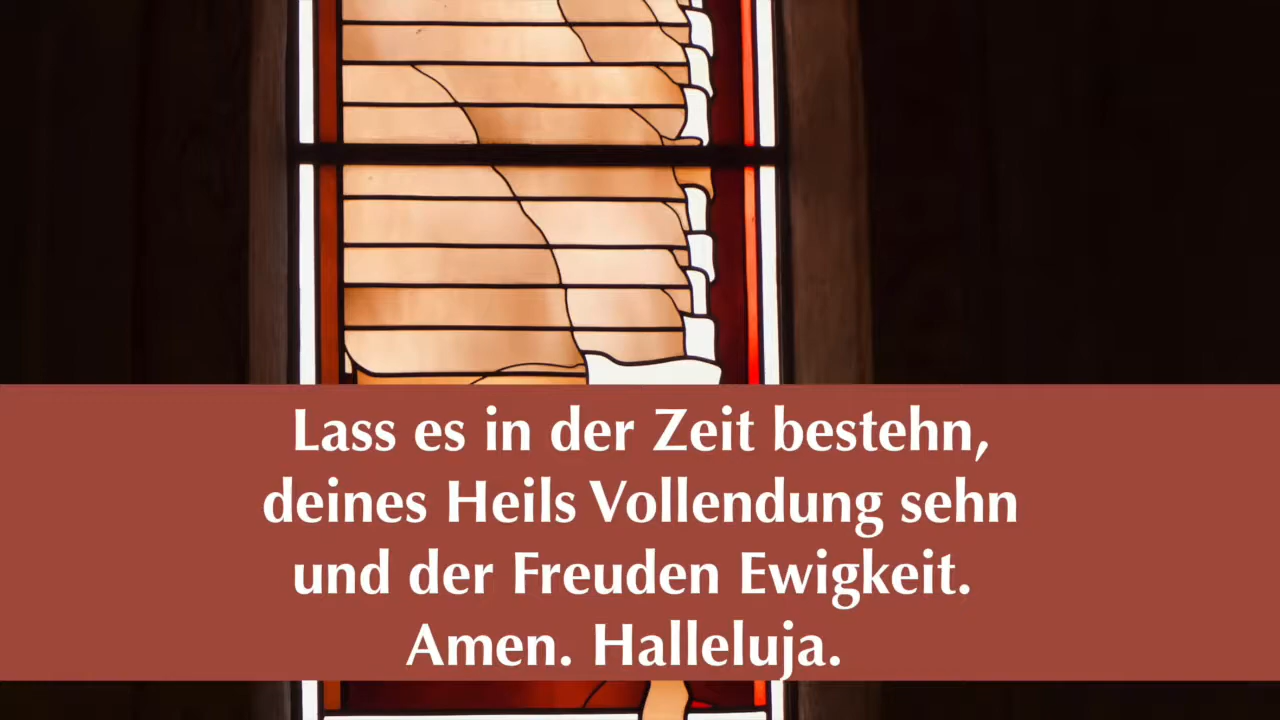 Lass es in der Zeit bestehn,
deines Heils Vollendung sehn
und der Freuden Ewigkeit.
Amen. Halleluja.